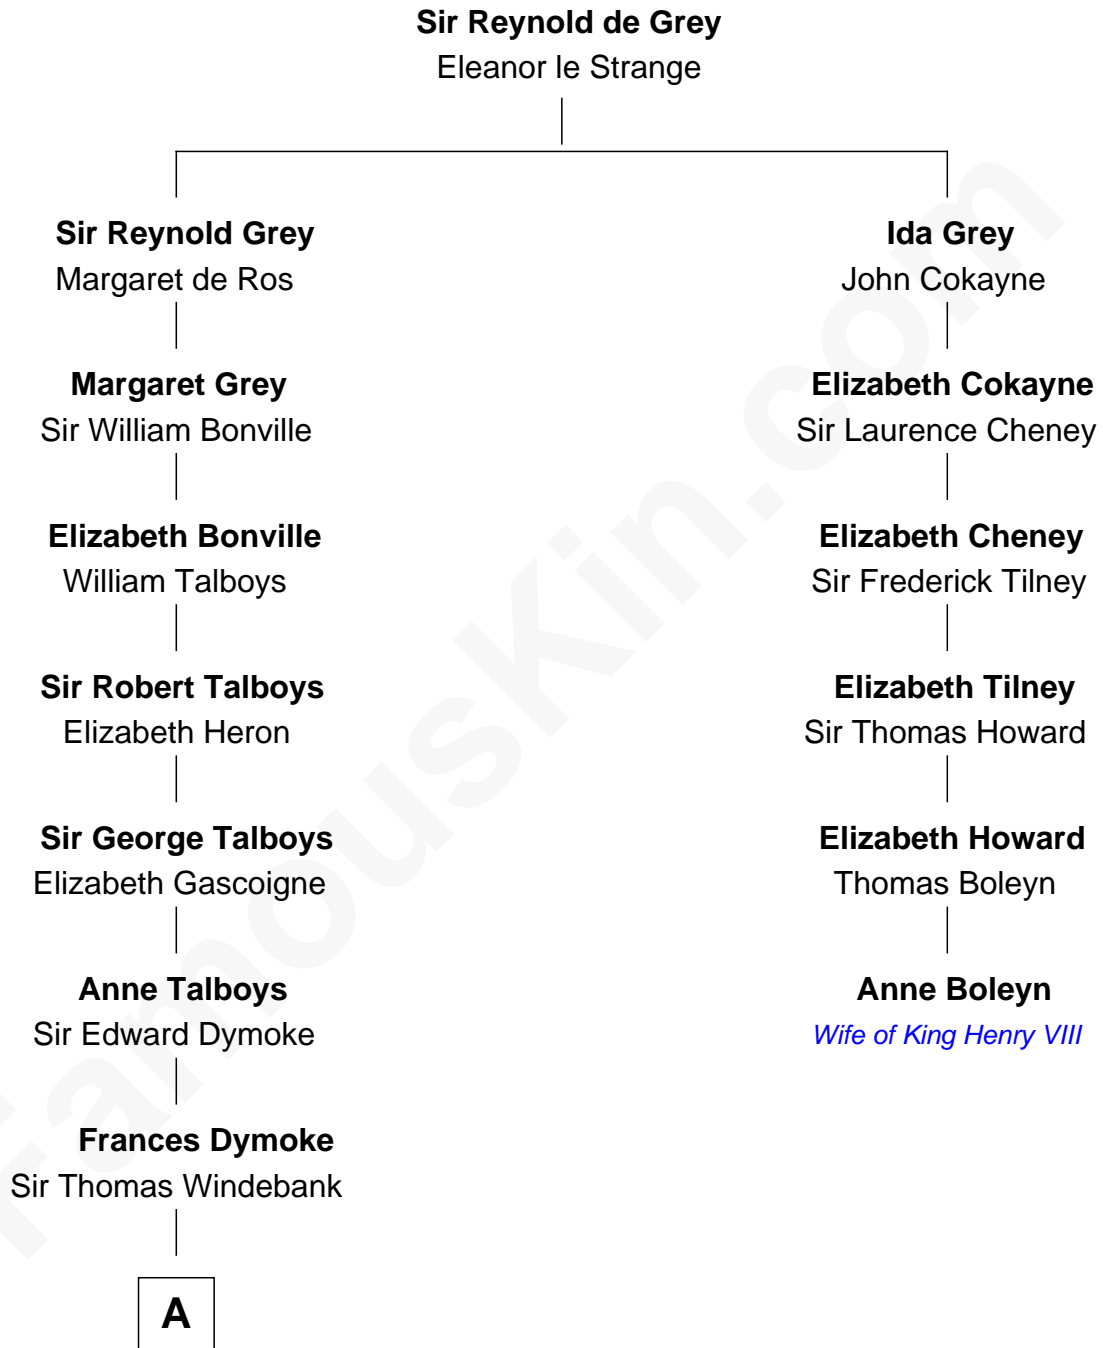 Sir Reynold de Grey
Eleanor le Strange
Sir Reynold Grey
Margaret de Ros
Ida Grey
John Cokayne
Margaret Grey
Sir William Bonville
Elizabeth Cokayne
Sir Laurence Cheney
Elizabeth Bonville
William Talboys
Elizabeth Cheney
Sir Frederick Tilney
Sir Robert Talboys
Elizabeth Heron
Elizabeth Tilney
Sir Thomas Howard
Sir George Talboys
Elizabeth Gascoigne
Elizabeth Howard
Thomas Boleyn
Anne Talboys
Sir Edward Dymoke
Anne Boleyn
Wife of King Henry VIII
Frances Dymoke
Sir Thomas Windebank
A
FamousKin.com